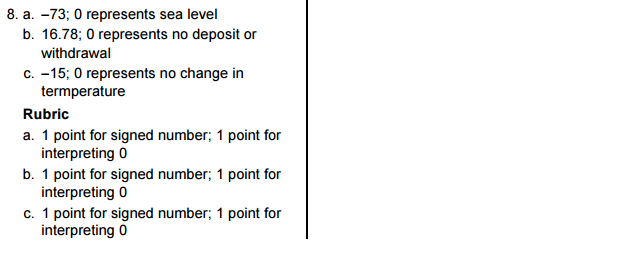 8. a. –73; 0 represents sea level
b. 16.78; 0 represents no deposit or
withdrawal
c. –15; 0 represents no change in
termperature
Rubric
a. 1 point for signed number; 1 point for
interpreting 0
b. 1 point for signed number; 1 point for
interpreting 0
c. 1 point for signed number; 1 point for
interpreting 0